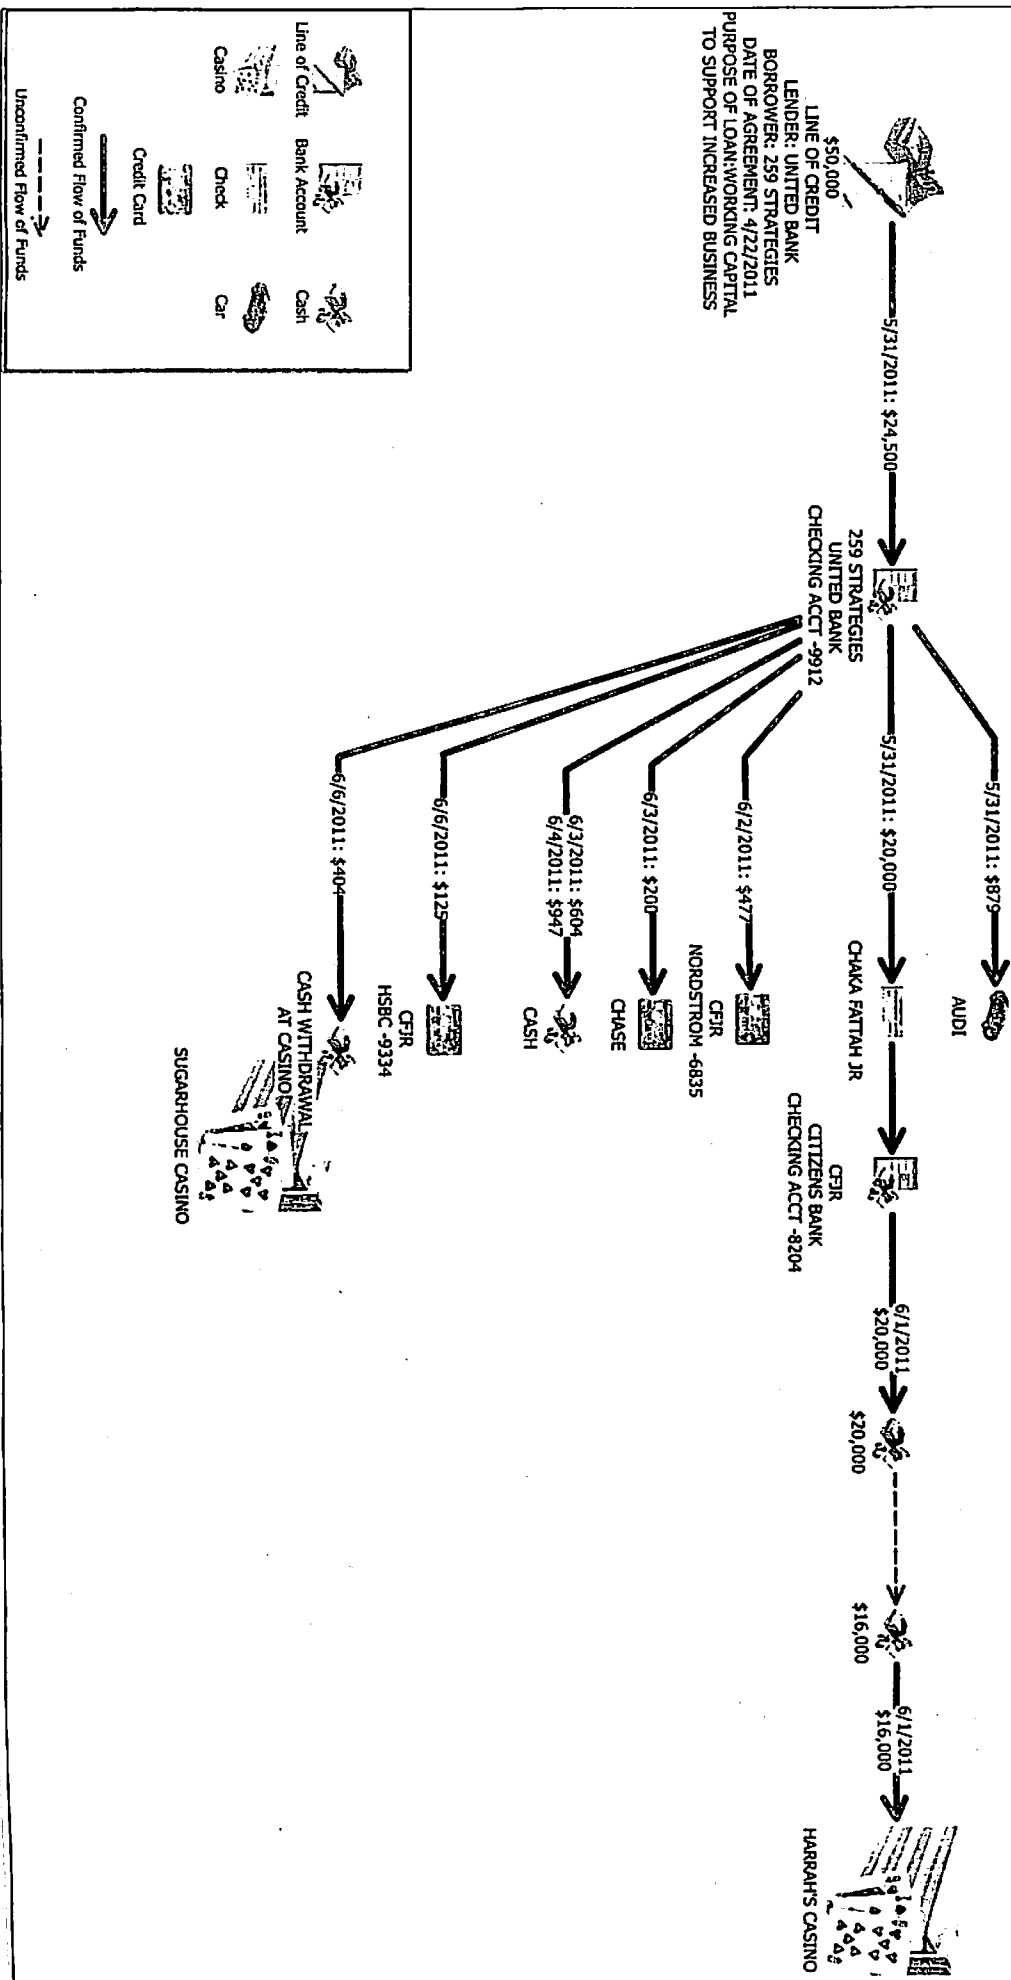 $50,000
LINE OF CREDIT
LENDER: UNITED BANK
BORROWER: 259 STRATEGIES
DATE OF AGREEMENT: 4/22/2011
PURPOSE OF LOAN:WORKING CAPITAL
TO SUPPORT INCREASED BUSINESS
5/31/2011: $24,500
259 STRATEGIES
UNITED BANK
CHECKING ACCT -9912
5/31/2011: $879
AUDI
5/31/2011: $20,000
CHAKA FATTAH JR
CFJR
CITIZENS BANK
CHECKING ACCT -8204
6/1/2011
$20,000
$20,000
$16,000
6/1/2011
$16,000
HARRAH'S CASINO
6/2/2011: $477
CFJR
NORDSTROM -6835
6/3/2011: $200
CHASE
6/3/2011: $604
6/4/2011: $947
CASH
6/6/2011: $125
CFJR
HSBC -9334
6/6/2011: $404
CASH WITHDRAWAL
AT CASINO
SUGARHOUSE CASINO
Line of Credit
Bank Account
Cash
Casino
Check
Car
Credit Card
Confirmed Flow of Funds
Unconfirmed Flow of Funds